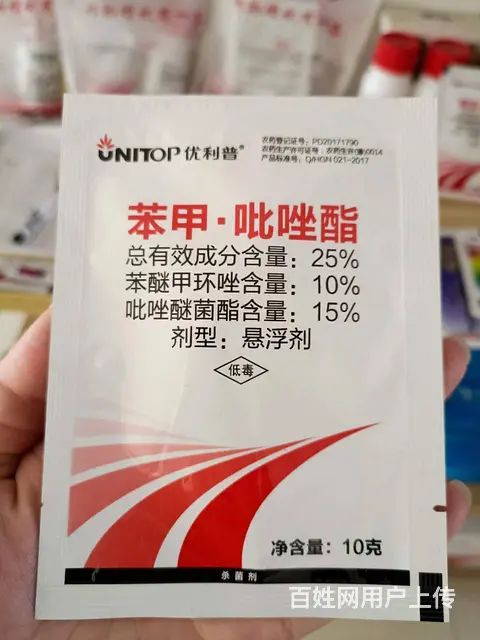 UNITOP优利普®
农药登记证号：PD20171790
农药生产许可证号：农药生许(湘)0014
产品标准号：Q/HGN 021-2017
苯甲·吡唑酯
总有效成分含量：25%
苯醚甲环唑含量：10%
吡唑醚菌酯含量：15%
剂型：悬浮剂
低毒
净含量：10克
杀菌剂
百姓网用户上传